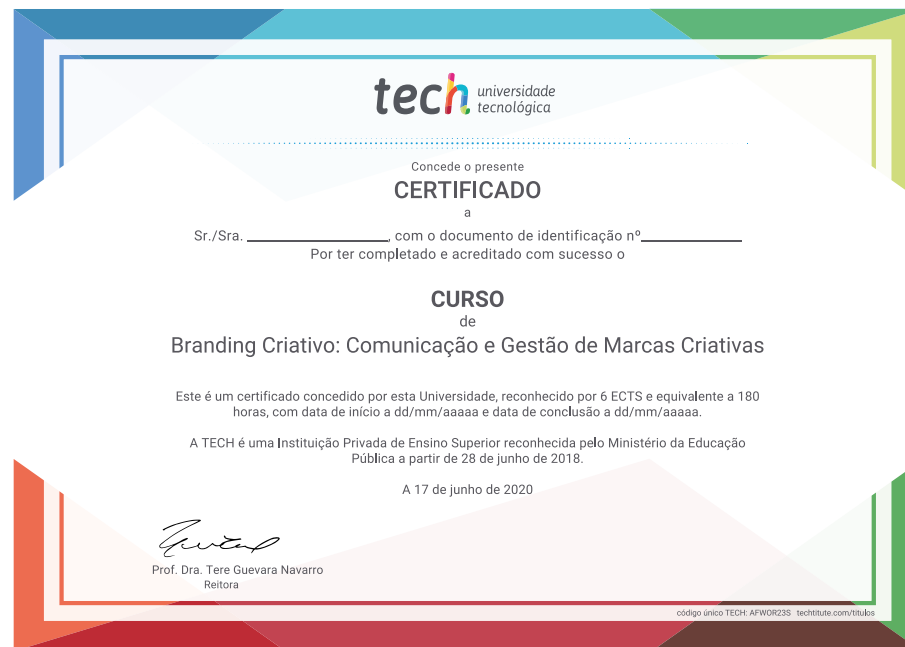 tech universidade
tecnológica
Concede o presente
CERTIFICADO
a
Sr./Sra. ____________, com o documento de identificação nº____________
Por ter completado e acreditado com sucesso o
CURSO
de
Branding Criativo: Comunicação e Gestão de Marcas Criativas
Este é um certificado concedido por esta Universidade, reconhecido por 6 ECTS e equivalente a 180
horas, com data de início a dd/mm/aaaaa e data de conclusão a dd/mm/aaaaa.
A TECH é uma Instituição Privada de Ensino Superior reconhecida pelo Ministério da Educação
Pública a partir de 28 de junho de 2018.
A 17 de junho de 2020
Prof. Dra. Tere Guevara Navarro
Reitora
código único TECH: AFWOR23S techtitute.com/titulos